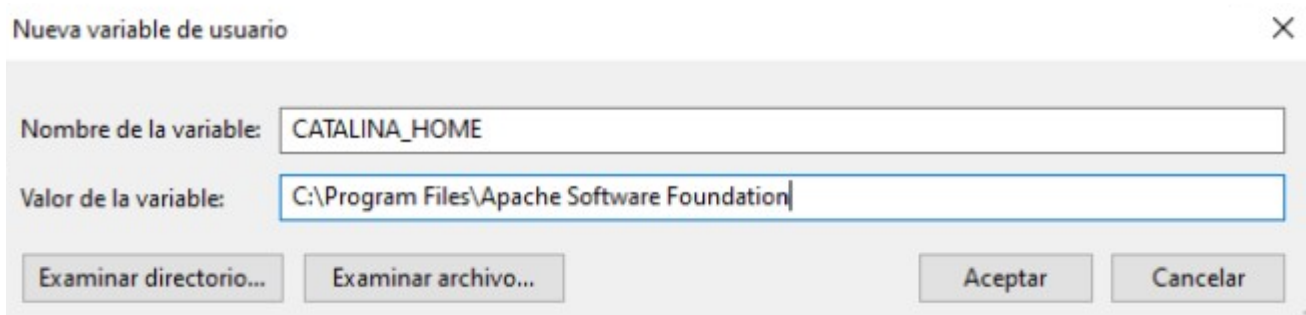 Nueva variable de usuario
Nombre de la variable: CATALINA_HOME
Valor de la variable: C:\Program Files\Apache Software Foundation
Examinar directorio... Examinar archivo... Aceptar Cancelar